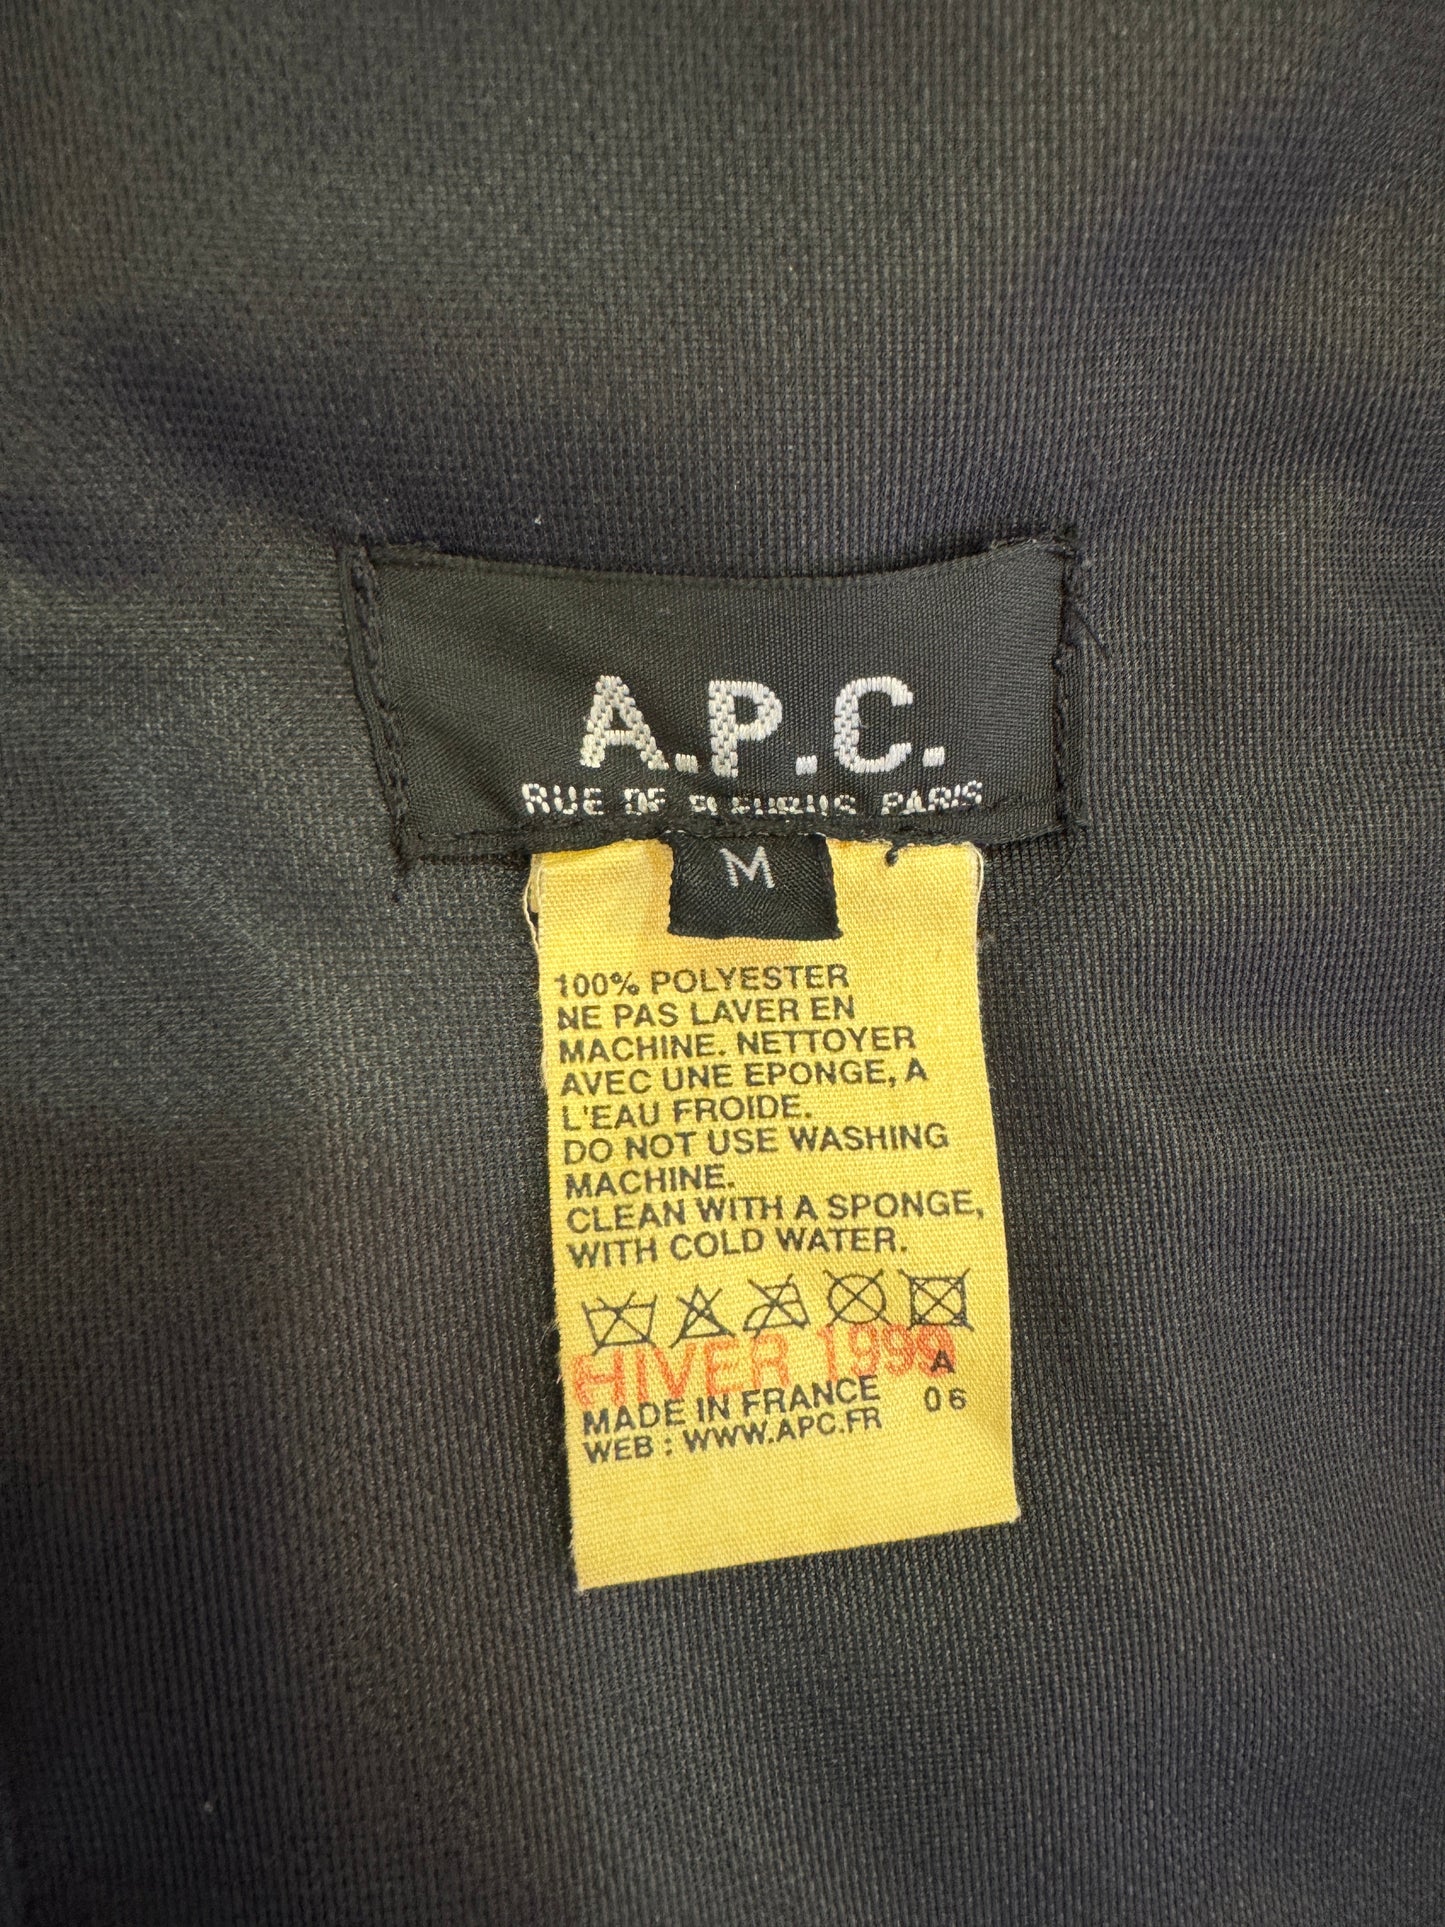 A.P.C.
RUE DE FLEURUS PARIS
M
100% POLYESTER
NE PAS LAVER EN
MACHINE. NETTOYER
AVEC UNE EPONGE, A
L'EAU FROIDE.
DO NOT USE WASHING
MACHINE.
CLEAN WITH A SPONGE,
WITH COLD WATER.
HIVER 1999
A
MADE IN FRANCE 06
WEB : WWW.APC.FR